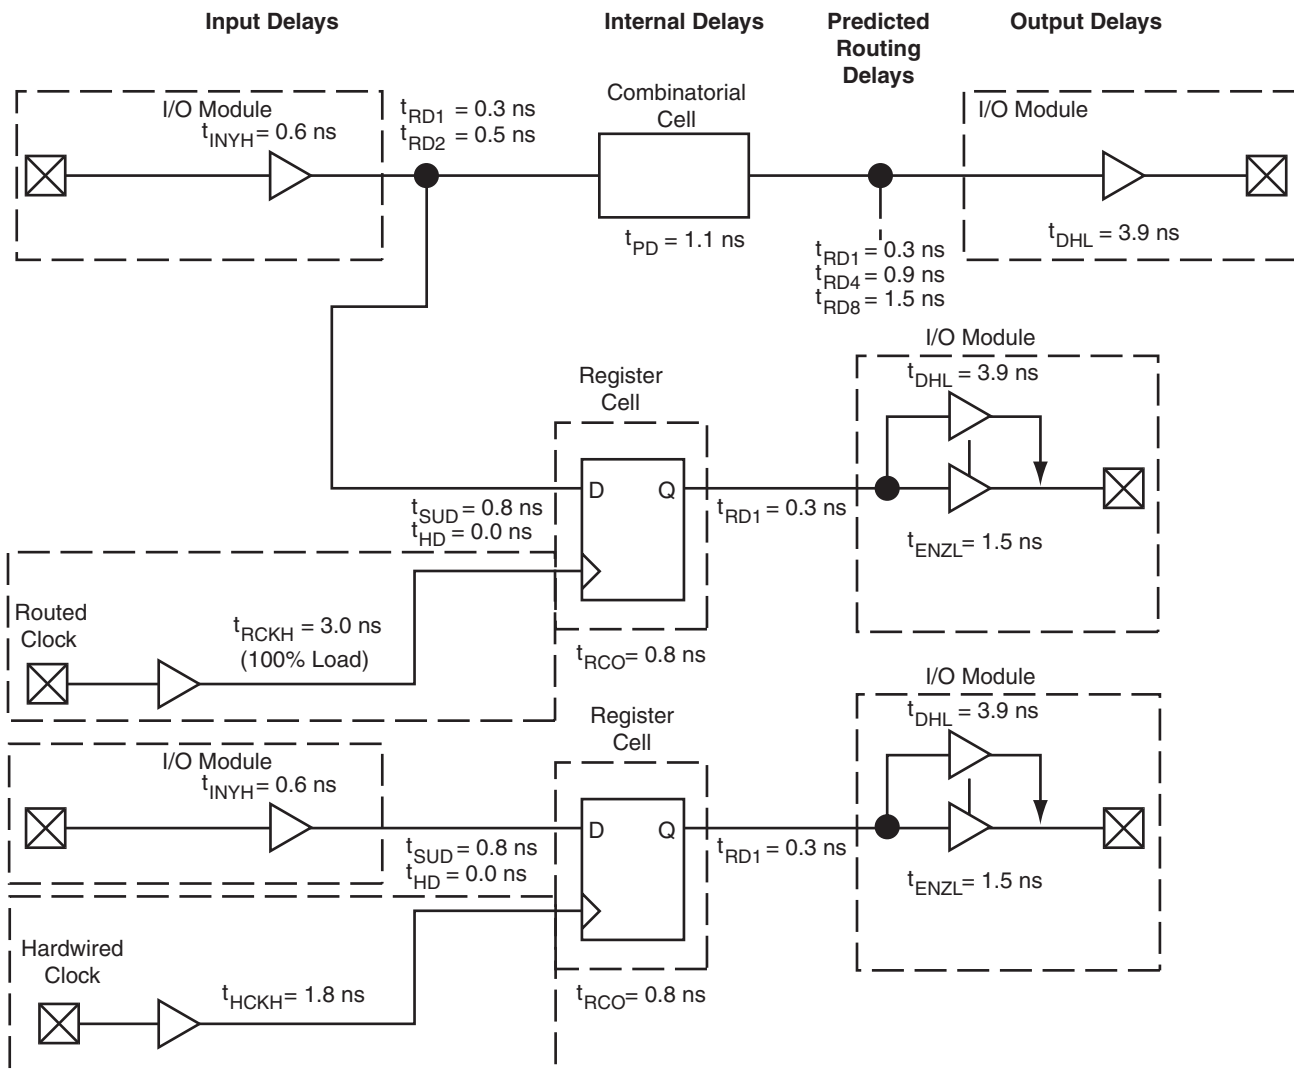 Input Delays
Internal Delays
Predicted
Routing
Delays
Output Delays
I/O Module
tINYH = 0.6 ns
tRD1 = 0.3 ns
tRD2 = 0.5 ns
Combinatorial
Cell
tPD = 1.1 ns
I/O Module
tDHL = 3.9 ns
tRD1 = 0.3 ns
tRD4 = 0.9 ns
tRD8 = 1.5 ns
Register
Cell
I/O Module
tDHL = 3.9 ns
D
Q
tSUD = 0.8 ns
tHD = 0.0 ns
tRD1 = 0.3 ns
tENZL = 1.5 ns
Routed
Clock
tRCKH = 3.0 ns
(100% Load)
tRCO = 0.8 ns
I/O Module
tINYH = 0.6 ns
Register
Cell
I/O Module
tDHL = 3.9 ns
D
Q
tSUD = 0.8 ns
tHD = 0.0 ns
tRD1 = 0.3 ns
tENZL = 1.5 ns
Hardwired
Clock
tHCKH = 1.8 ns
tRCO = 0.8 ns